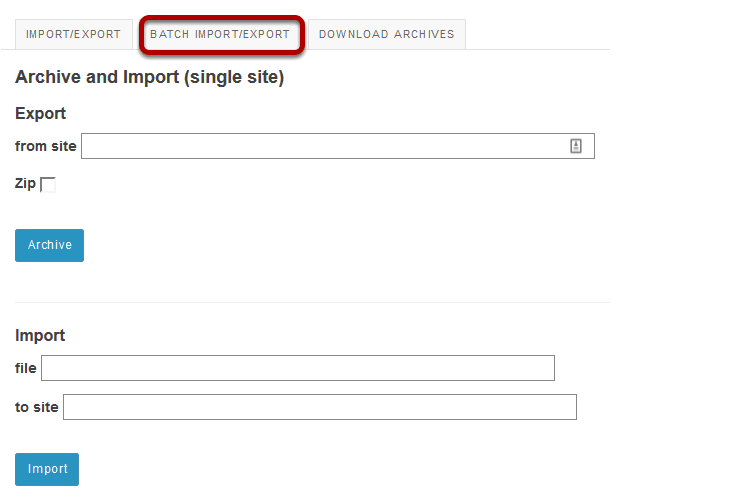 IMPORT/EXPORT BATCH IMPORT/EXPORT DOWNLOAD ARCHIVES
Archive and Import (single site)
Export
from site
Zip
Archive
Import
file
to site
Import